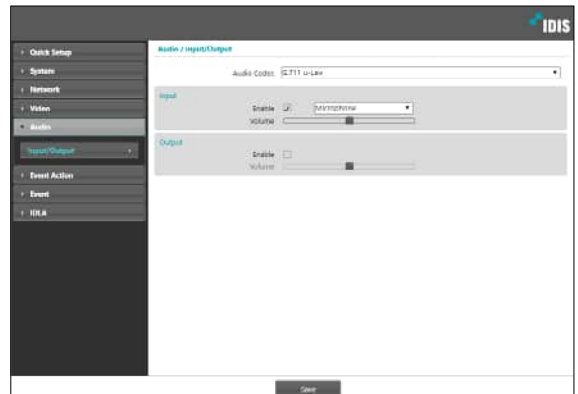 IDIS
Quick Setup
System
Network
Video
Audio
Input/Output
Event Action
Event
IDLA
Audio / Input/Output
Audio Codec G.711 u-Law
Input
Enable Microphone
Volume
Output
Enable
Volume
Save